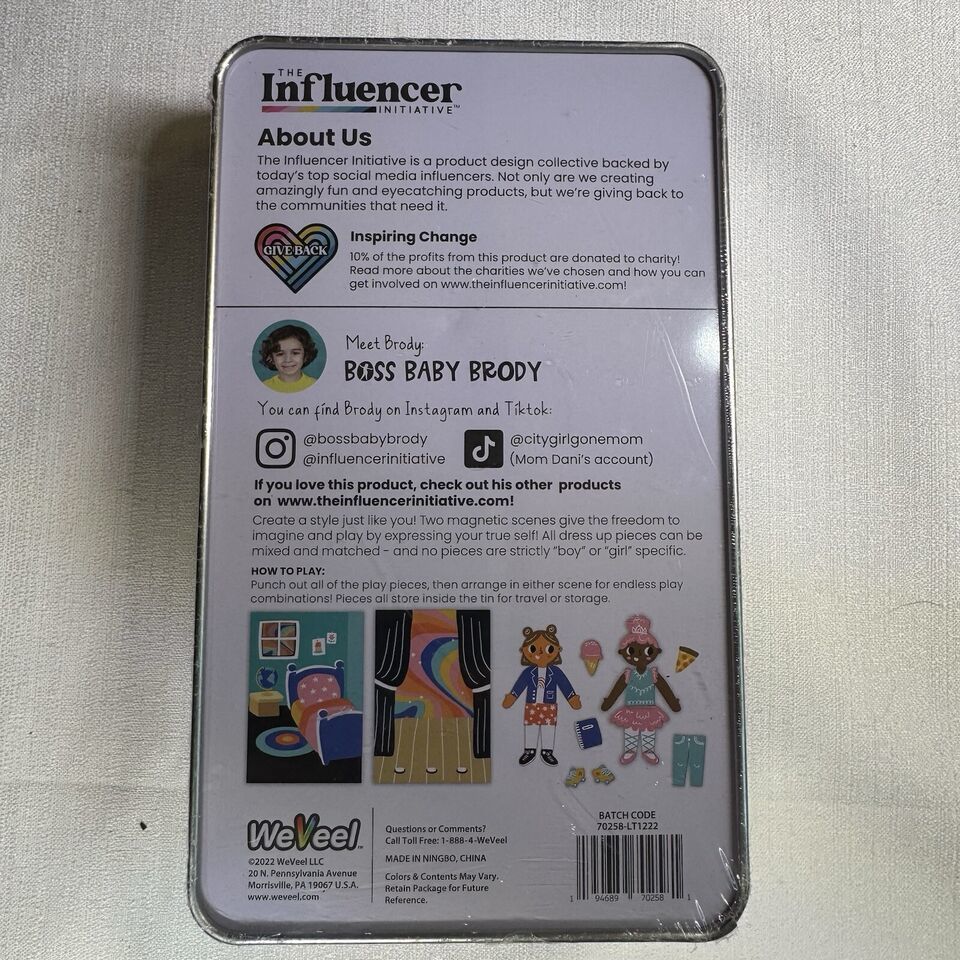 THE
Influencer
INITIATIVE™
About Us
The Influencer Initiative is a product design collective backed by
today's top social media influencers. Not only are we creating
amazingly fun and eyecatching products, but we're giving back to
the communities that need it.
GIVE BACK
Inspiring Change
10% of the profits from this product are donated to charity!
Read more about the charities we've chosen and how you can
get involved on www.theinfluencerinitiative.com!
Meet Brody:
BOSS BABY BRODY
You can find Brody on Instagram and Tiktok:
@bossbabybrody
@influencerinitiative
@citygirlgonemom
(Mom Dani's account)
If you love this product, check out his other products
on www.theinfluencerinitiative.com!
Create a style just like you! Two magnetic scenes give the freedom to
imagine and play by expressing your true self! All dress up pieces can be
mixed and matched - and no pieces are strictly "boy" or "girl" specific.
HOW TO PLAY:
Punch out all of the play pieces, then arrange in either scene for endless play
combinations! Pieces all store inside the tin for travel or storage.
WeVeel™
©2022 WeVeel LLC
20 N. Pennsylvania Avenue
Morrisville, PA 19067 U.S.A.
www.weveel.com
Questions or Comments?
Call Toll Free: 1-888-4-WeVeel
MADE IN NINGBO, CHINA
Colors & Contents May Vary.
Retain Package for Future
Reference.
BATCH CODE
70258-LT1222
1 94689 70258 1